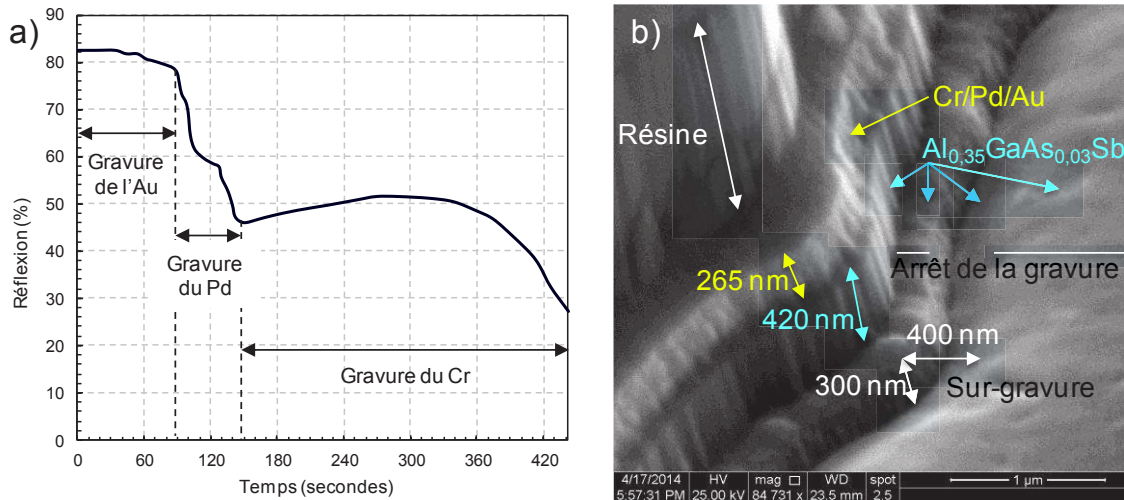 a)
Réflexion (%)
90
80
70
60
50
40
30
20
10
0
Gravure
de l'Au
Gravure
du Pd
Gravure du Cr
0 60 120 180 240 300 360 420
Temps (secondes)
b)
Résine
Cr/Pd/Au
Al0,35GaAs0,03Sb
Arrêt de la gravure
265 nm
420 nm
400 nm
300 nm
Sur-gravure
4/17/2014 HV mag WD spot
5:57:31 PM 25.00 kV 84 731 x 23.5 mm 2.5
1 µm